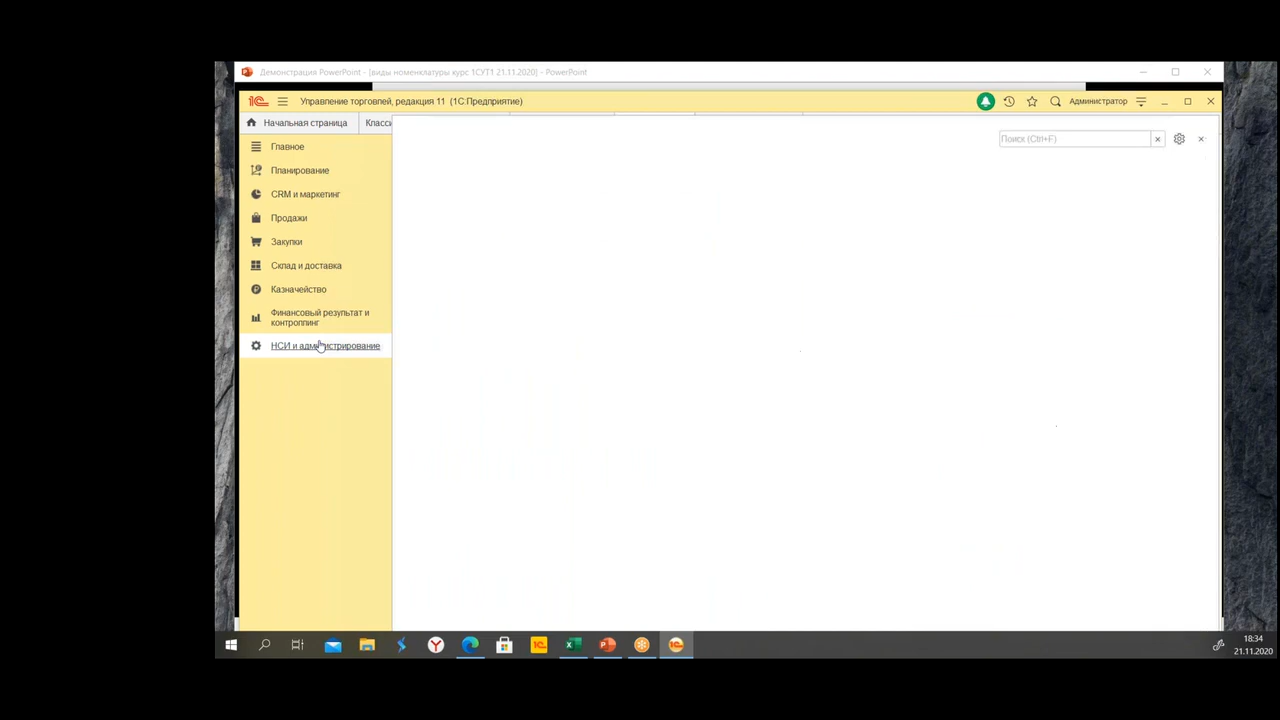 Демонстрация PowerPoint - [виды номенклатуры курс 1СУТ1 21.11.2020] - PowerPoint
1С Управление торговлей, редакция 11 (1С:Предприятие)
Администратор
Начальная страница
Класси
Поиск (Ctrl+F)
Главное
Планирование
CRM и маркетинг
Продажи
Закупки
Склад и доставка
Казначейство
Финансовый результат и
контроллинг
НСИ и администрирование
18:34
21.11.2020